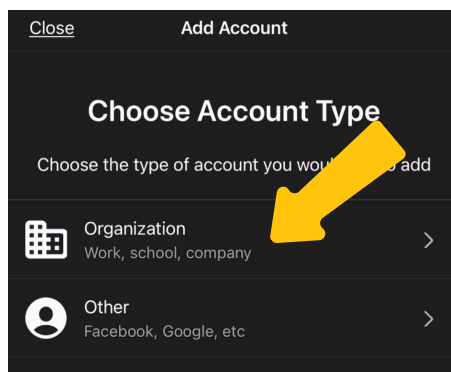 Close
Add Account
Choose Account Type
Choose the type of account you wou add
Organization
Work, school, company
Other
Facebook, Google, etc